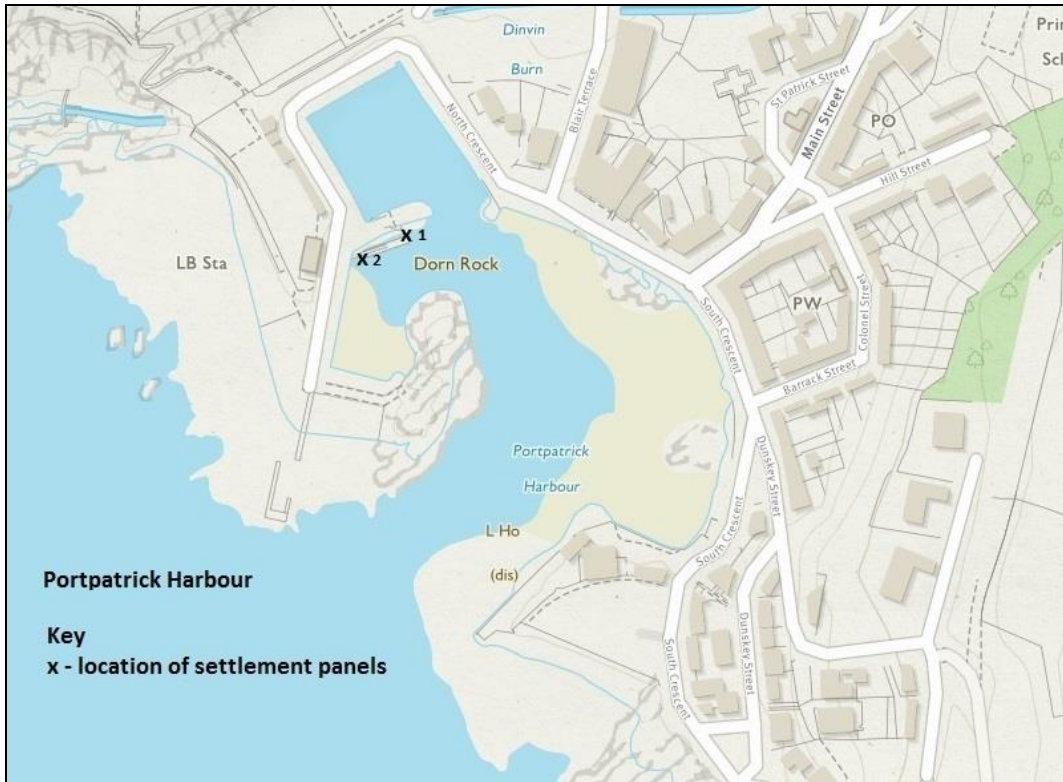 Dinvin
Burn
Prin
Sch
St Patrick Street
Blair Terrace
Main Street
PO
North Crescent
Hill Street
x 1
x 2
LB Sta
Dorn Rock
South Crescent
PW
Colonel Street
Barrack Street
Portpatrick
Harbour
Dunskey Street
L Ho
(dis)
South Crescent
Dunskey Street
South Crescent
Portpatrick Harbour
Key
x - location of settlement panels